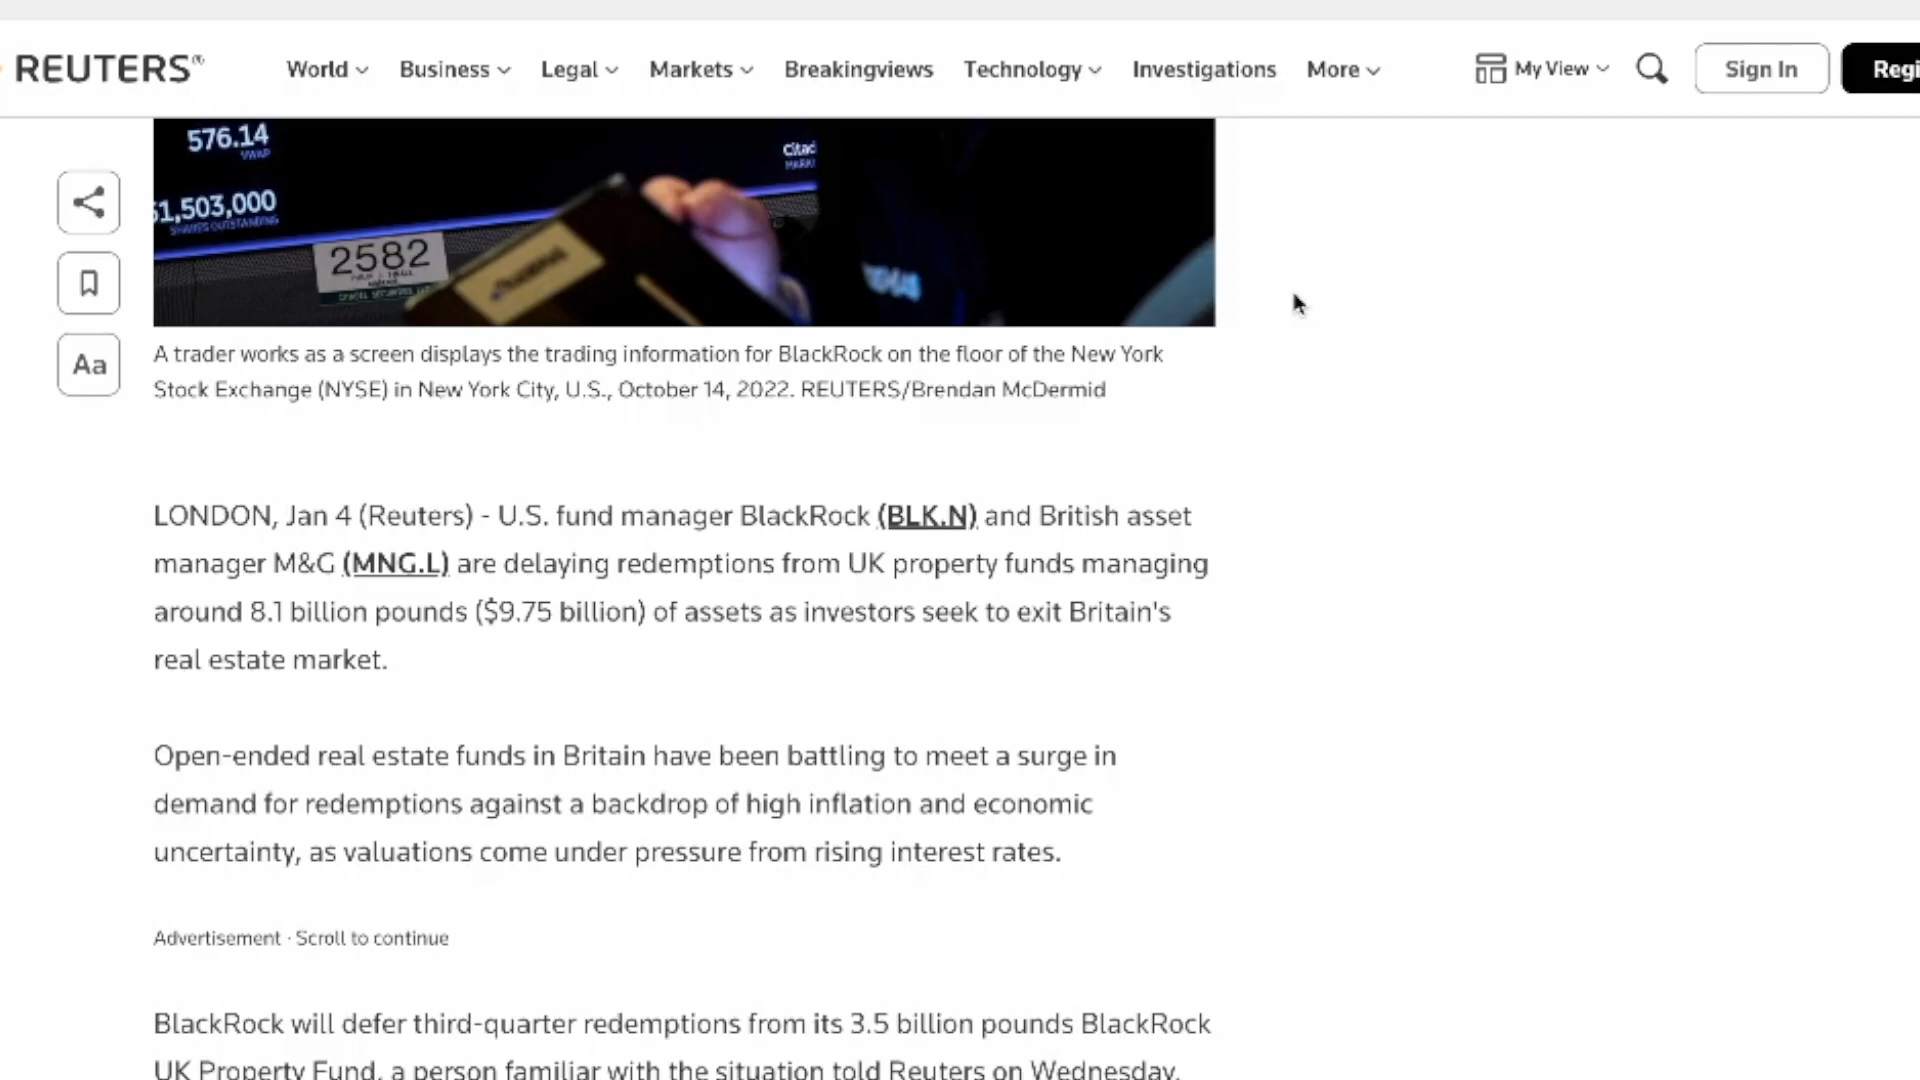 REUTERS®
World
Business
Legal
Markets
Breakingviews
Technology
Investigations
More
My View
Sign In
Regi
576.14
VWAP
Citad
51,503,000
SHARES OUTSTANDING
2582
Aa
A trader works as a screen displays the trading information for BlackRock on the floor of the New York
Stock Exchange (NYSE) in New York City, U.S., October 14, 2022. REUTERS/Brendan McDermid
LONDON, Jan 4 (Reuters) - U.S. fund manager BlackRock (BLK.N) and British asset
manager M&G (MNG.L) are delaying redemptions from UK property funds managing
around 8.1 billion pounds ($9.75 billion) of assets as investors seek to exit Britain's
real estate market.
Open-ended real estate funds in Britain have been battling to meet a surge in
demand for redemptions against a backdrop of high inflation and economic
uncertainty, as valuations come under pressure from rising interest rates.
Advertisement · Scroll to continue
BlackRock will defer third-quarter redemptions from its 3.5 billion pounds BlackRock
UK Property Fund, a person familiar with the situation told Reuters on Wednesday.